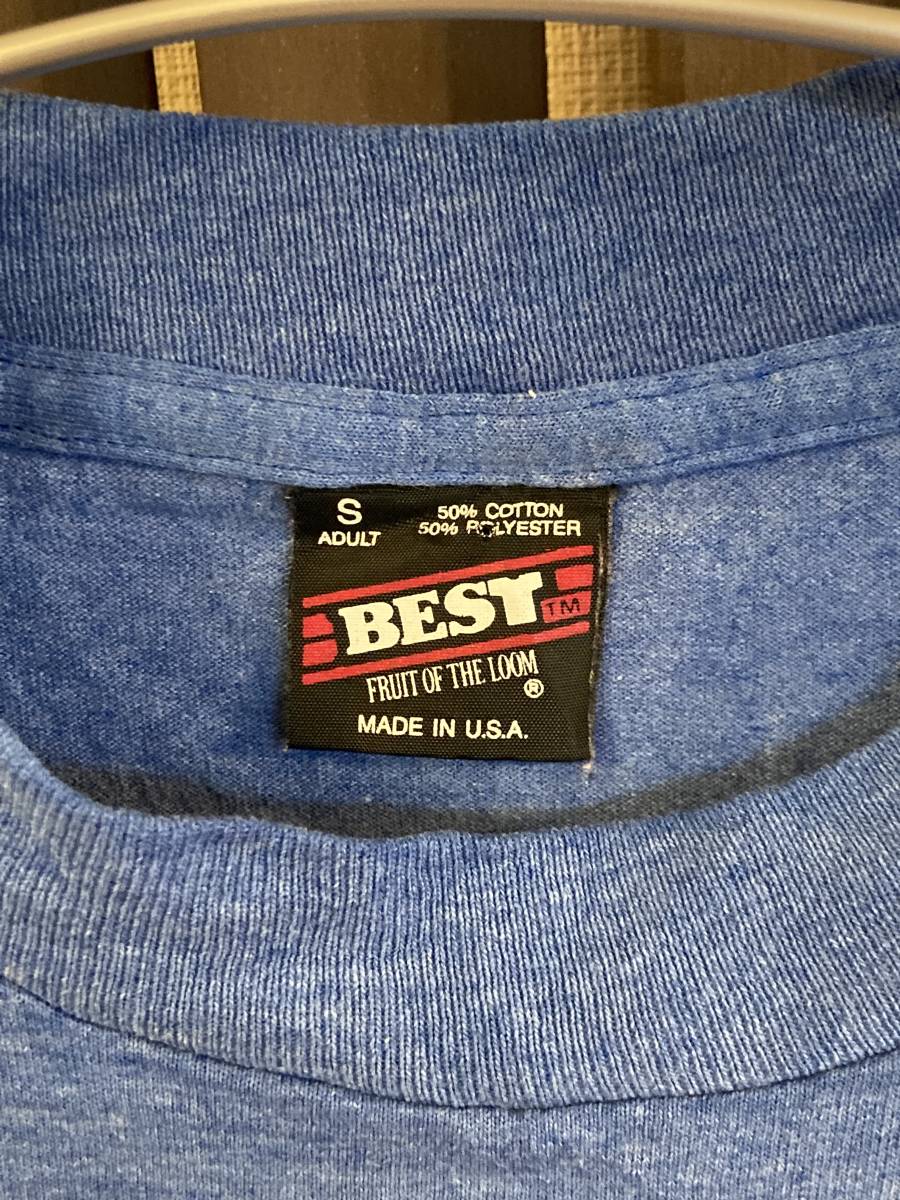 S
ADULT
50% COTTON
50% POLYESTER
BEST TM
FRUIT OF THE LOOM ®
MADE IN U.S.A.